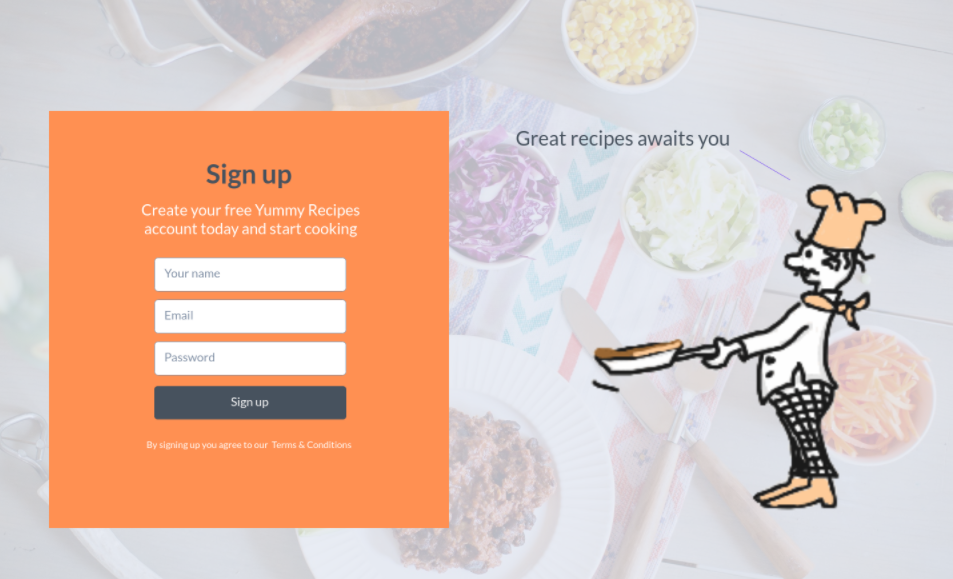 Great recipes awaits you
Sign up
Create your free Yummy Recipes
account today and start cooking
Your name
Email
Password
Sign up
By signing up you agree to our Terms & Conditions